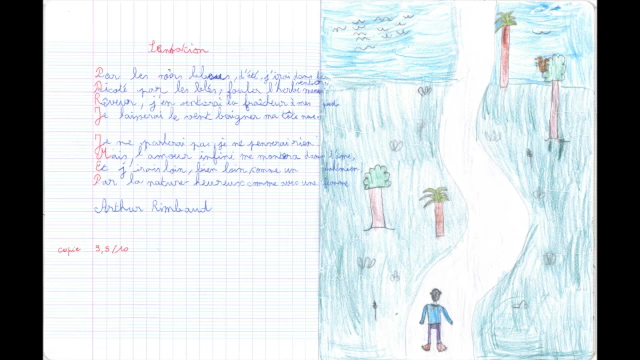 Sensation
Par les soirs bleus, d'été, j'irai dans les
Picoté par les blés, fouler l'herbe menue
Rêveur, j'en sentirai la fraîcheur à mes pieds
Je laisserai le vent baigner ma tête nue
Je ne parlerai pas, je ne penserai rien
Mais l'amour infini me montera dans l'âme,
Et j'irai loin, bien loin comme un bohémien
Par la nature heureux comme avec une femme
Arthur Rimbaud
copie 9,5/10